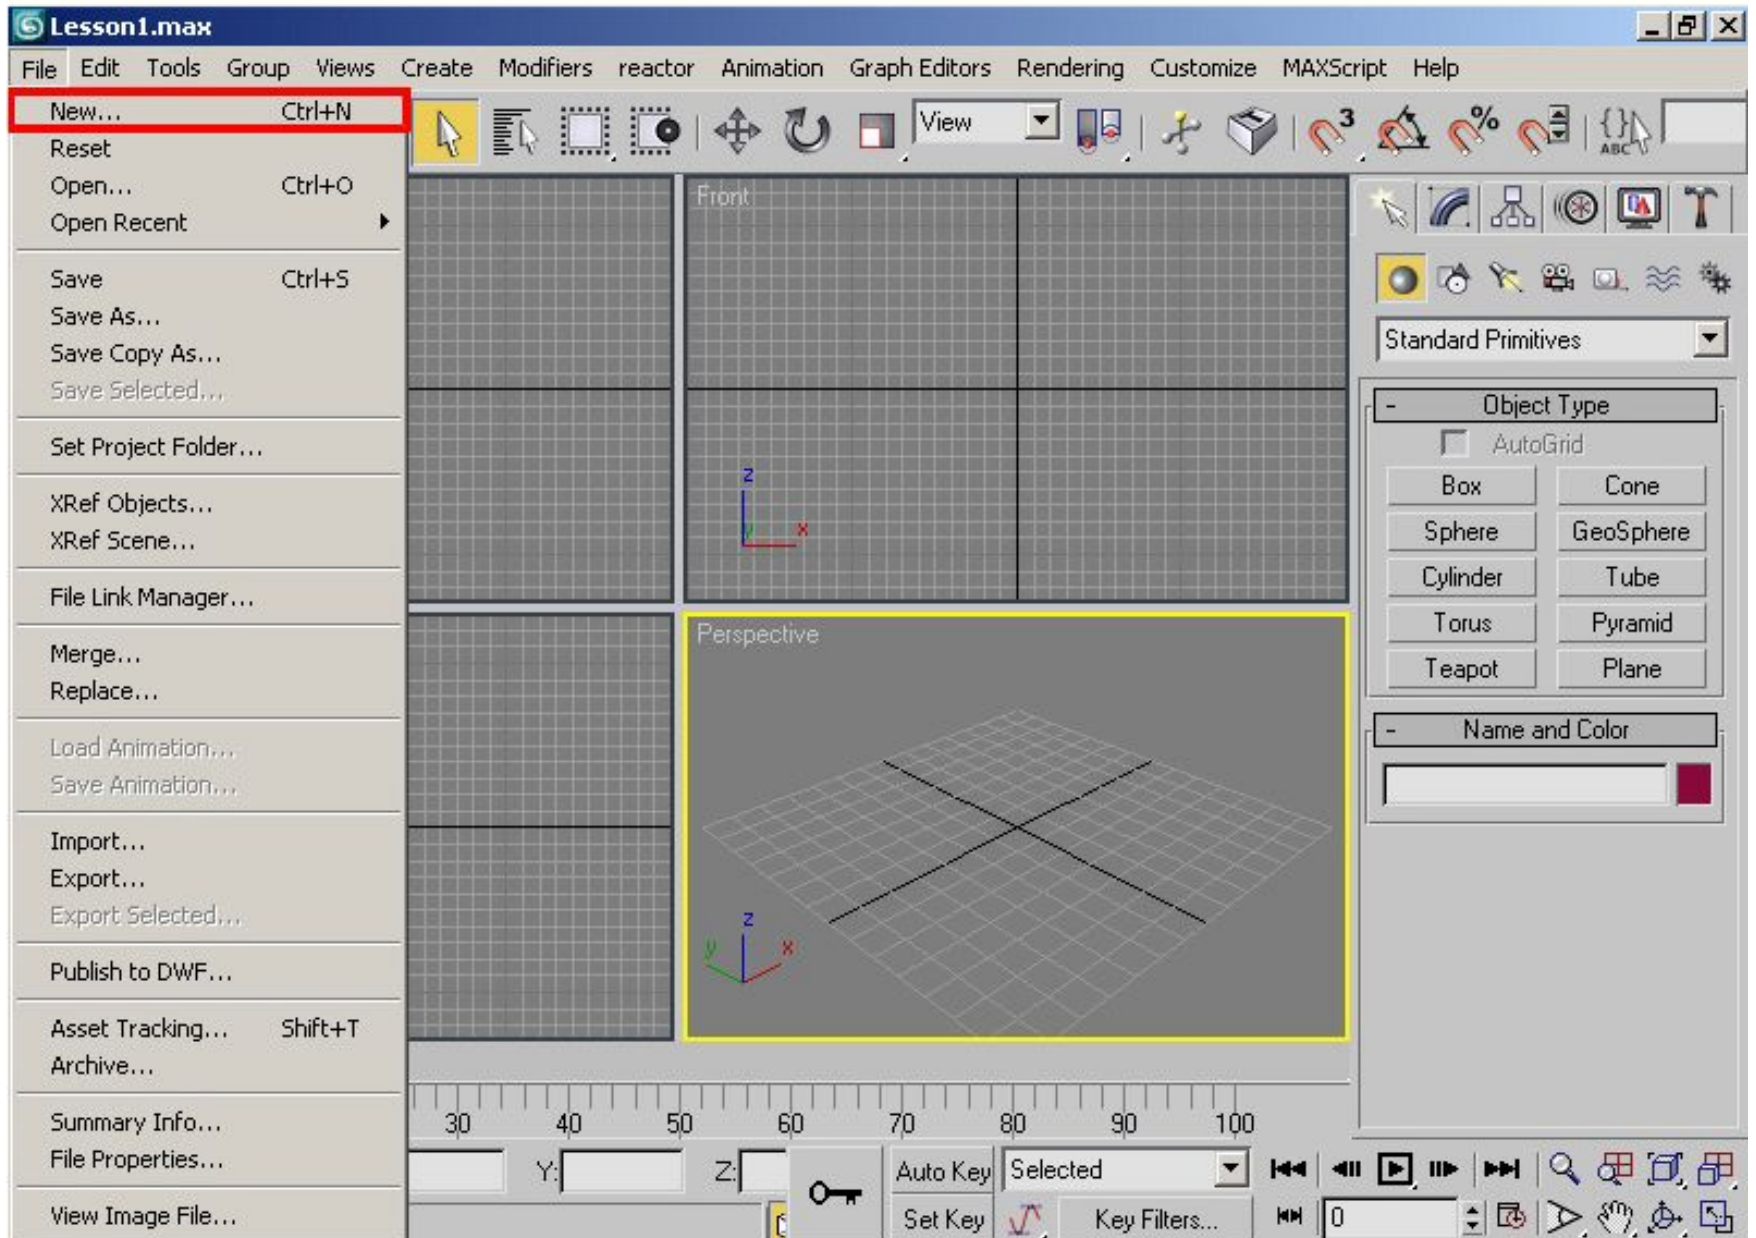 Lesson1.max
File Edit Tools Group Views Create Modifiers reactor Animation Graph Editors Rendering Customize MAXScript Help
New... Ctrl+N
Reset
Open... Ctrl+O
Open Recent
Save Ctrl+S
Save As...
Save Copy As...
Save Selected...
Set Project Folder...
XRef Objects...
XRef Scene...
File Link Manager...
Merge...
Replace...
Load Animation...
Save Animation...
Import...
Export...
Export Selected...
Publish to DWF...
Asset Tracking... Shift+T
Archive...
Summary Info...
File Properties...
View Image File...
View
3
%
{}
ABC
Front
z
y x
Perspective
z
y x
Standard Primitives
- Object Type
AutoGrid
Box Cone
Sphere GeoSphere
Cylinder Tube
Torus Pyramid
Teapot Plane
- Name and Color
30 40 50 60 70 80 90 100
Y: Z:
Auto Key Selected
Set Key Key Filters...
0